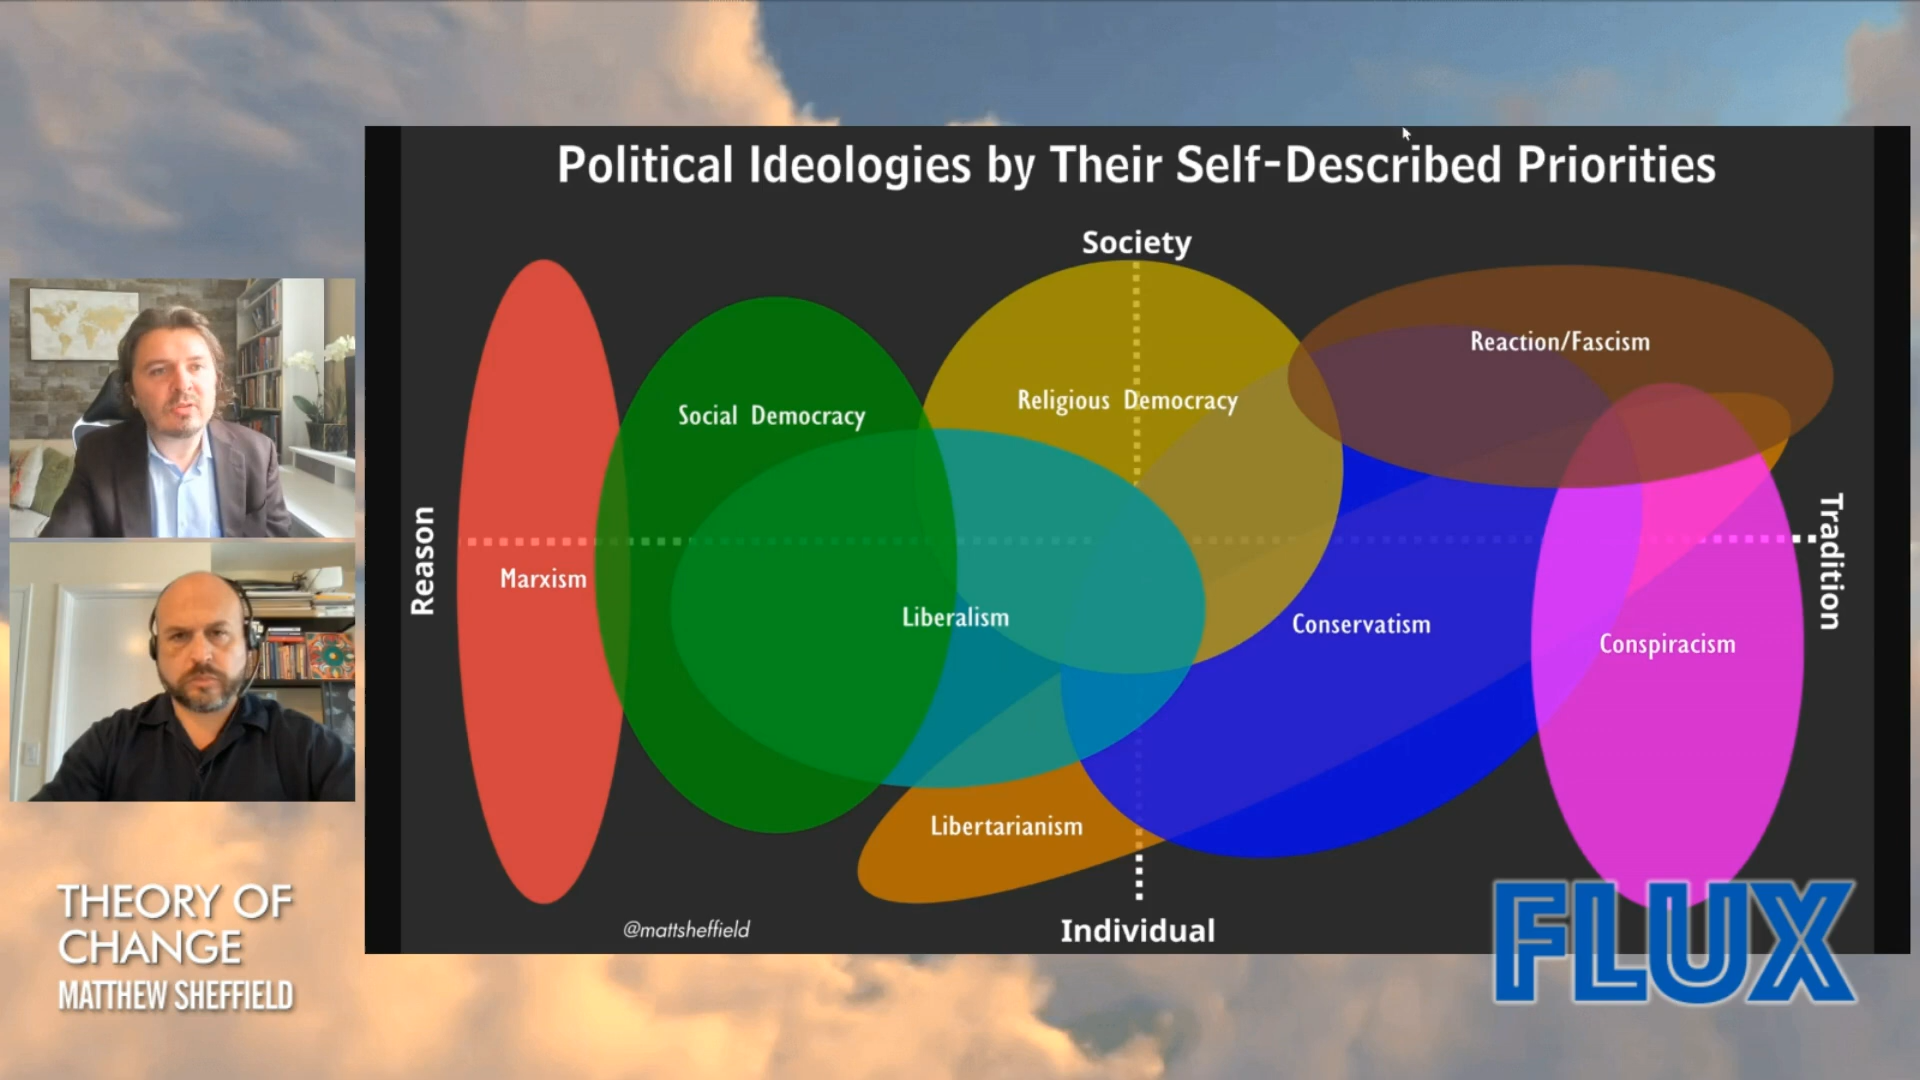 Political Ideologies by Their Self-Described Priorities
Society
Reaction/Fascism
Religious Democracy
Social Democracy
Reason
Tradition
Marxism
Liberalism
Conservatism
Conspiracism
Libertarianism
@mattsheffield
Individual
THEORY OF
CHANGE
MATTHEW SHEFFIELD
FLUX